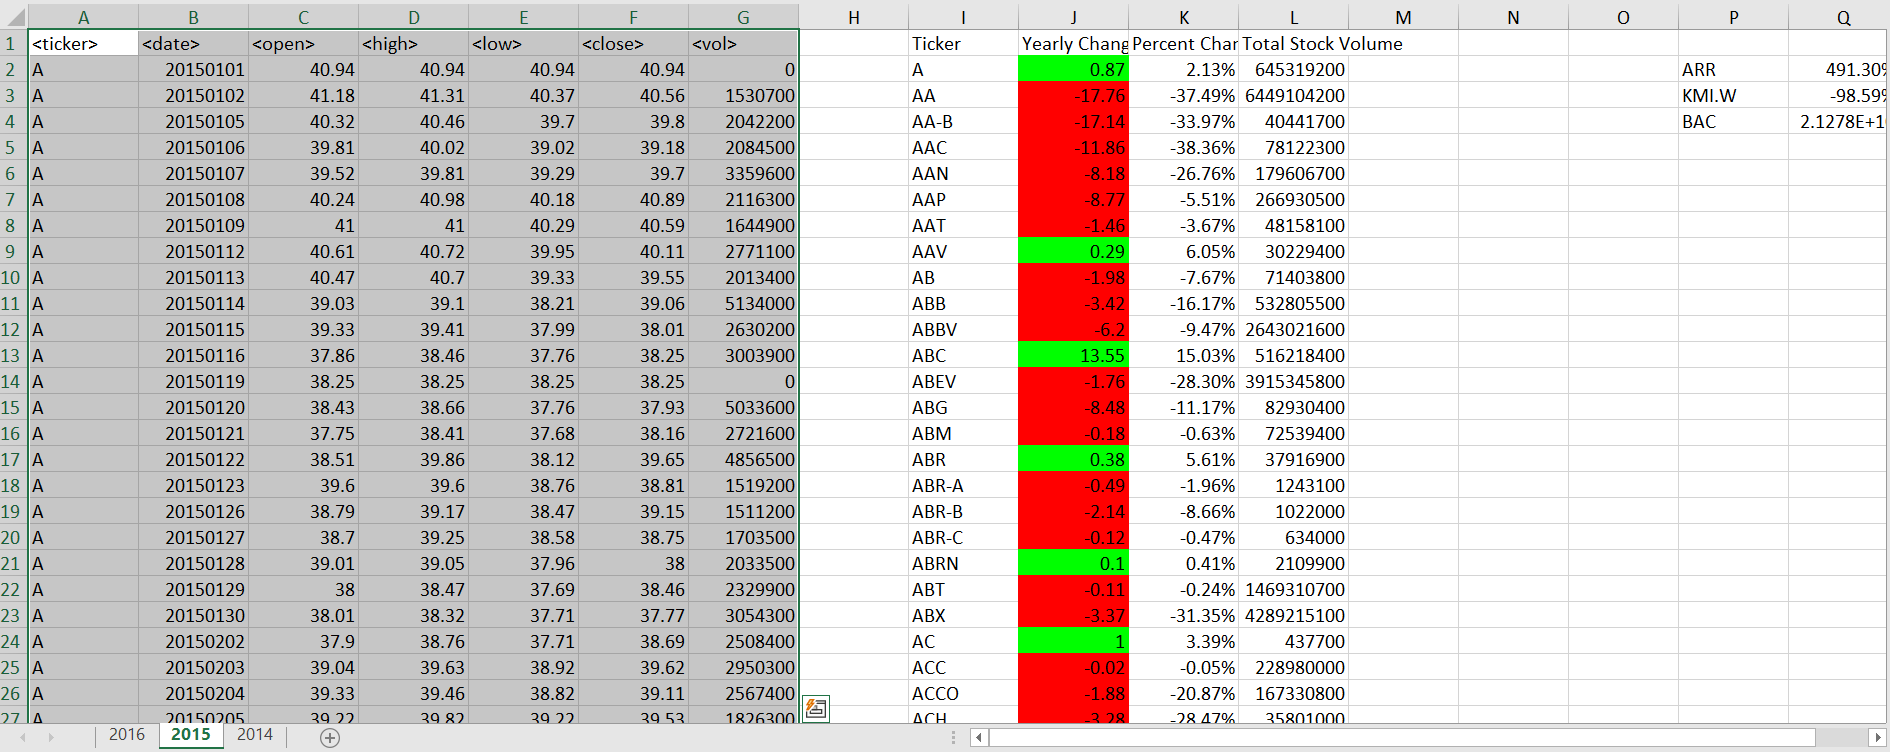 A B C D E F G H I J K L M N O P Q
1 <ticker> <date> <open> <high> <low> <close> <vol> Ticker Yearly Chang Percent Char Total Stock Volume
2 A 20150101 40.94 40.94 40.94 40.94 0 A 0.87 2.13% 645319200 ARR 491.30%
3 A 20150102 41.18 41.31 40.37 40.56 1530700 AA -17.76 -37.49% 6449104200 KMI.W -98.59%
4 A 20150105 40.32 40.46 39.7 39.8 2042200 AA-B -17.14 -33.97% 40441700 BAC 2.1278E+1
5 A 20150106 39.81 40.02 39.02 39.18 2084500 AAC -11.86 -38.36% 78122300
6 A 20150107 39.52 39.81 39.29 39.7 3359600 AAN -8.18 -26.76% 179606700
7 A 20150108 40.24 40.98 40.18 40.89 2116300 AAP -8.77 -5.51% 266930500
8 A 20150109 41 41 40.29 40.59 1644900 AAT -1.46 -3.67% 48158100
9 A 20150112 40.61 40.72 39.95 40.11 2771100 AAV 0.29 6.05% 30229400
10 A 20150113 40.47 40.7 39.33 39.55 2013400 AB -1.98 -7.67% 71403800
11 A 20150114 39.03 39.1 38.21 39.06 5134000 ABB -3.42 -16.17% 532805500
12 A 20150115 39.33 39.41 37.99 38.01 2630200 ABBV -6.2 -9.47% 2643021600
13 A 20150116 37.86 38.46 37.76 38.25 3003900 ABC 13.55 15.03% 516218400
14 A 20150119 38.25 38.25 38.25 38.25 0 ABEV -1.76 -28.30% 3915345800
15 A 20150120 38.43 38.66 37.76 37.93 5033600 ABG -8.48 -11.17% 82930400
16 A 20150121 37.75 38.41 37.68 38.16 2721600 ABM -0.18 -0.63% 72539400
17 A 20150122 38.51 39.86 38.12 39.65 4856500 ABR 0.38 5.61% 37916900
18 A 20150123 39.6 39.6 38.76 38.81 1519200 ABR-A -0.49 -1.96% 1243100
19 A 20150126 38.79 39.17 38.47 39.15 1511200 ABR-B -2.14 -8.66% 1022000
20 A 20150127 38.7 39.25 38.58 38.75 1703500 ABR-C -0.12 -0.47% 634000
21 A 20150128 39.01 39.05 37.96 38 2033500 ABRN 0.1 0.41% 2109900
22 A 20150129 38 38.47 37.69 38.46 2329900 ABT -0.11 -0.24% 1469310700
23 A 20150130 38.01 38.32 37.71 37.77 3054300 ABX -3.37 -31.35% 4289215100
24 A 20150202 37.9 38.76 37.71 38.69 2508400 AC 1 3.39% 437700
25 A 20150203 39.04 39.63 38.92 39.62 2950300 ACC -0.02 -0.05% 228980000
26 A 20150204 39.33 39.46 38.82 39.11 2567400 ACCO -1.88 -20.87% 167330800
27 A 20150205 39.22 39.82 39.22 39.53 1826300 ACH -3.28 -28.47% 35801000
2016 2015 2014